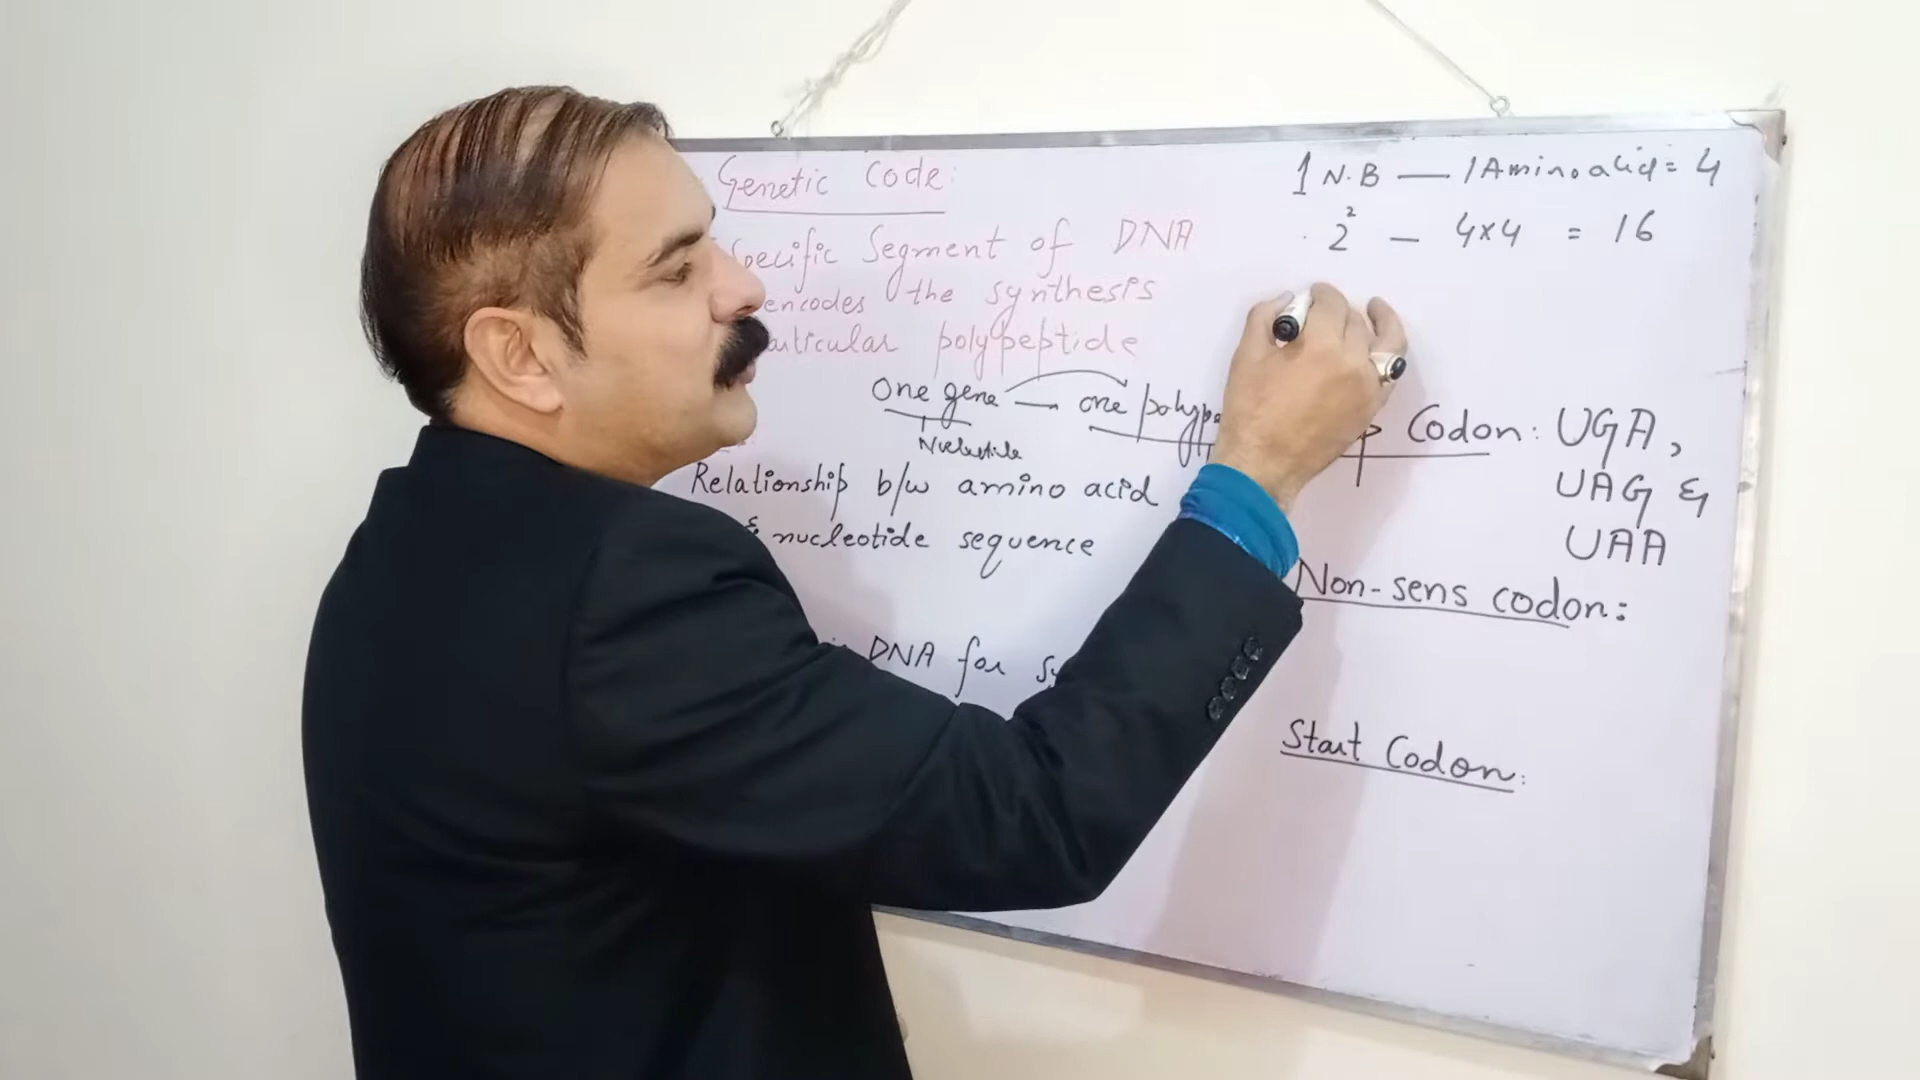 Genetic Code:
Specific Segment of DNA
encodes the synthesis
particular polypeptide
One gene — one polyp
Nucleotide
Relationship b/w amino acid
& nucleotide sequence
DNA for sy
1 N.B — 1 Amino acid = 4
2² — 4x4 = 16
Codon: UGA,
UAG &
UAA
Non-sens codon:
Start Codon: